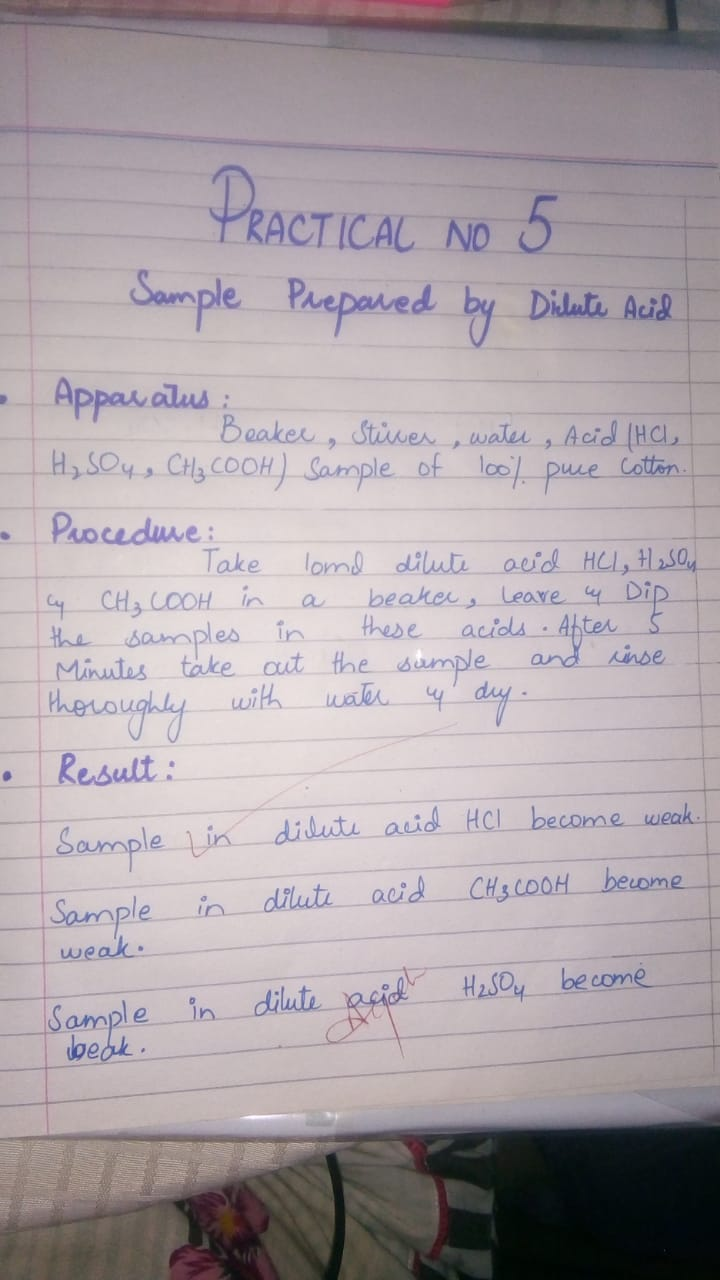 PRACTICAL NO 5
Sample Prepared by Dilute Acid
• Apparatus :
Beaker, Stirrer, water, Acid (HCl,
H₂SO₄, CH₃COOH) Sample of 100% pure Cotton.
• Procedure :
Take 10ml dilute acid HCl, H₂SO₄
& CH₃COOH in a beaker, leave & Dip
the samples in these acids. After 5
Minutes take out the sample and rinse
thoroughly with water & dry.
• Result :
Sample in dilute acid HCl become weak.
Sample in dilute acid CH₃COOH become
weak.
Sample in dilute acid H₂SO₄ become
weak.